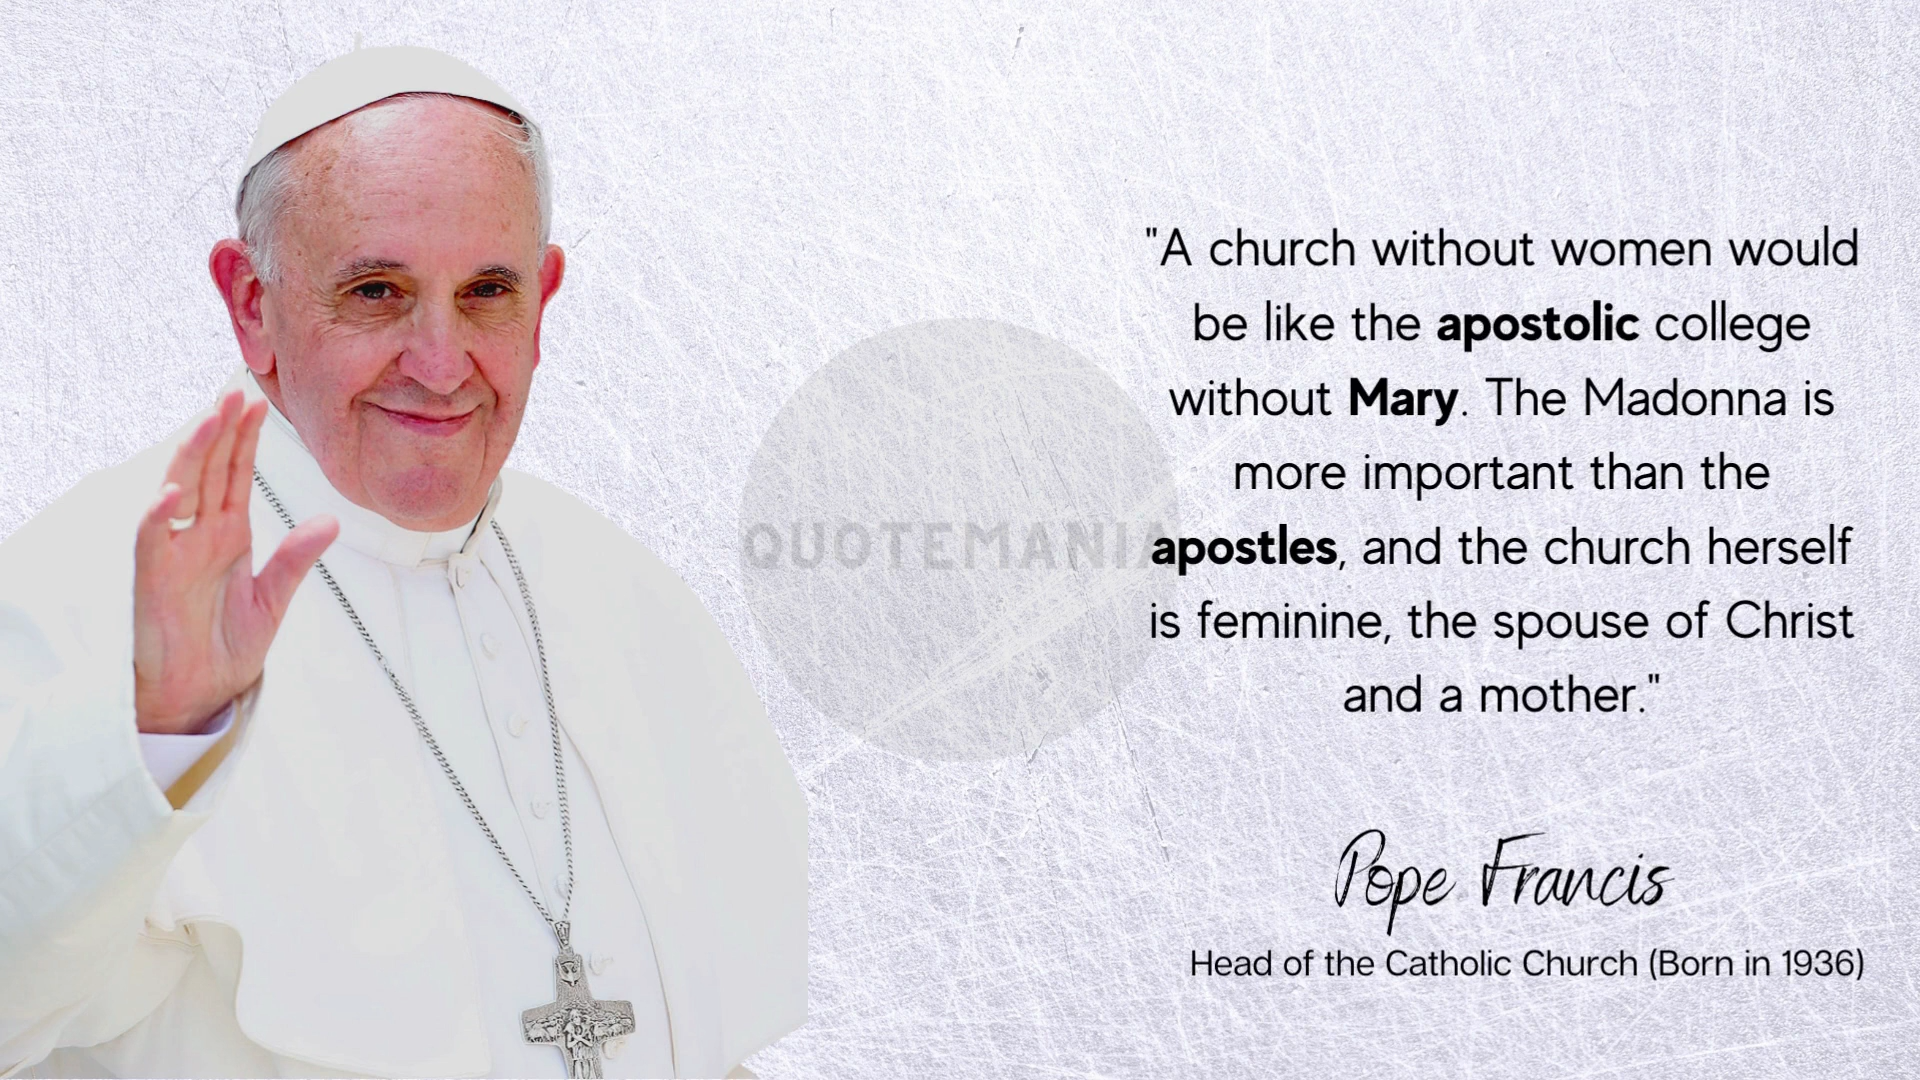 "A church without women would
be like the apostolic college
without Mary. The Madonna is
more important than the
apostles, and the church herself
is feminine, the spouse of Christ
and a mother."
QUOTEMANIA
Pope Francis
Head of the Catholic Church (Born in 1936)